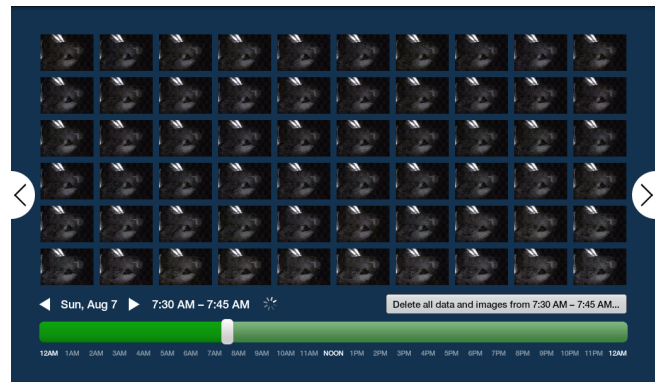 Sun, Aug 7 7:30 AM – 7:45 AM Delete all data and images from 7:30 AM – 7:45 AM...
12AM 1AM 2AM 3AM 4AM 5AM 6AM 7AM 8AM 9AM 10AM 11AM NOON 1PM 2PM 3PM 4PM 5PM 6PM 7PM 8PM 9PM 10PM 11PM 12AM